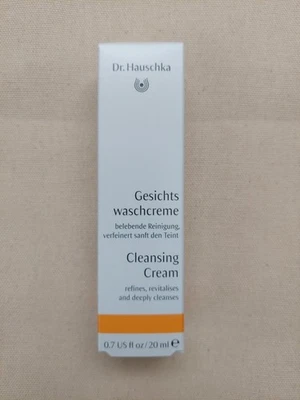 Dr. Hauschka
Gesichts
waschcreme
belebende Reinigung,
verfeinert sanft den Teint
Cleansing
Cream
refines, revitalises
and deeply cleanses
0.7 US fl oz/20 ml ℮